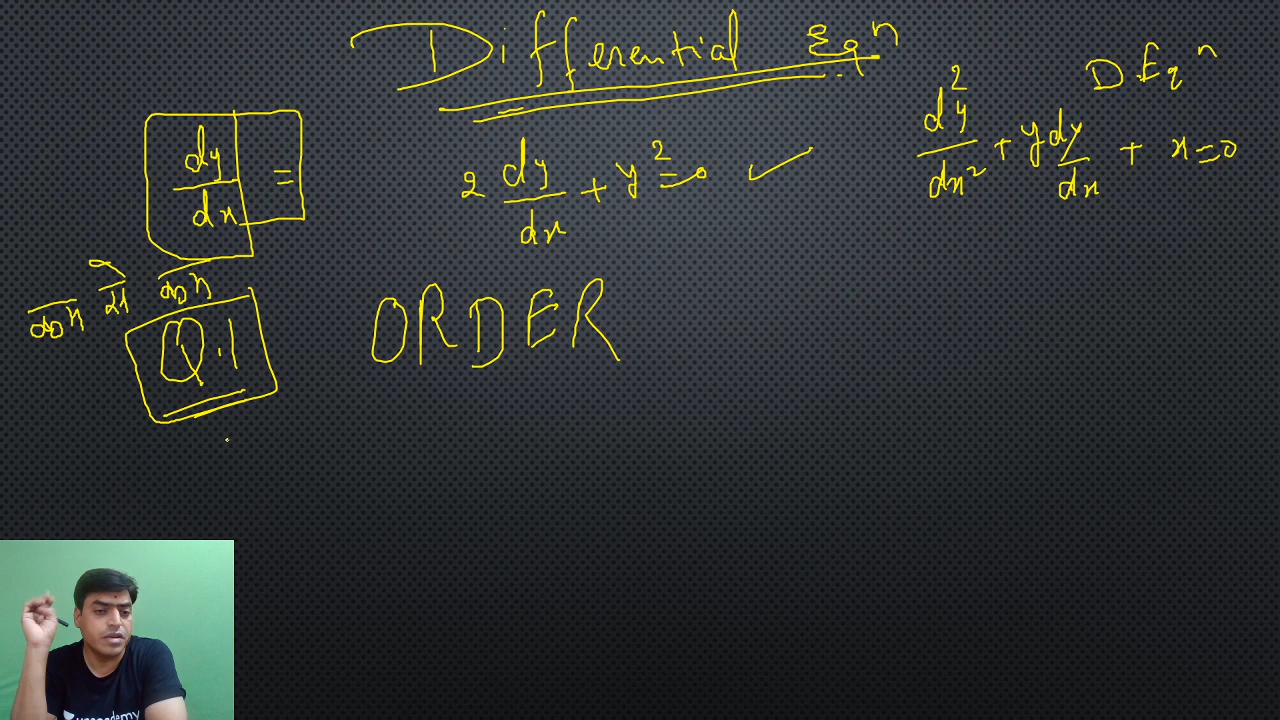 Differential Eqⁿ
D.Eqⁿ
dy/dx =
2 dy/dx + y² = 0 ✓
d²y/dx² + y dy/dx + x = 0
ORDER
Q.1